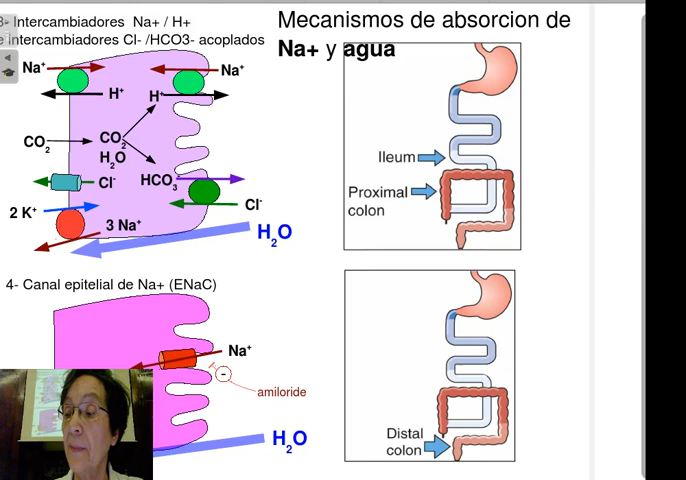 Mecanismos de absorcion de
Na+ y agua
3- Intercambiadores Na+ / H+
e intercambiadores Cl- /HCO3- acoplados
Na+
Na+
H+
H+
CO2
CO2
H2O
Cl-
HCO3-
2 K+
Cl-
3 Na+
H2O
Ileum
Proximal
colon
4- Canal epitelial de Na+ (ENaC)
Na+
-
amiloride
H2O
Distal
colon